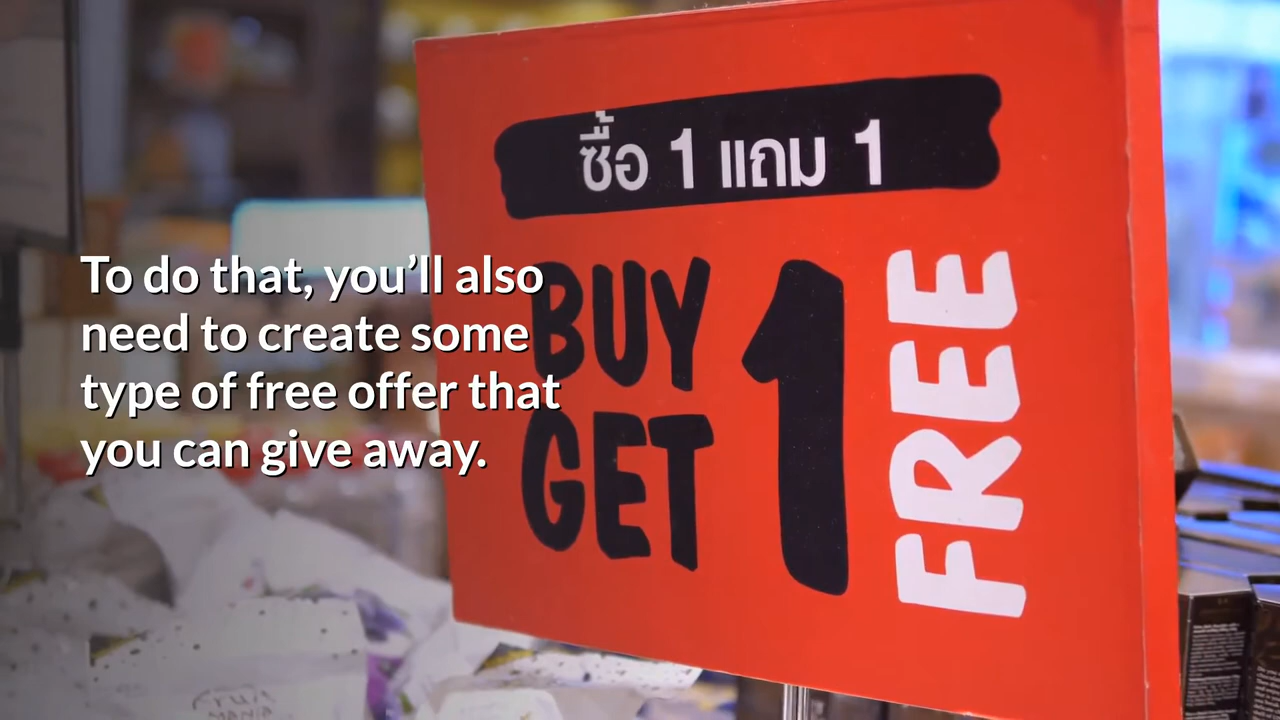 ซื้อ 1 แถม 1
BUY 1 FREE
GET
To do that, you’ll also
need to create some
type of free offer that
you can give away.